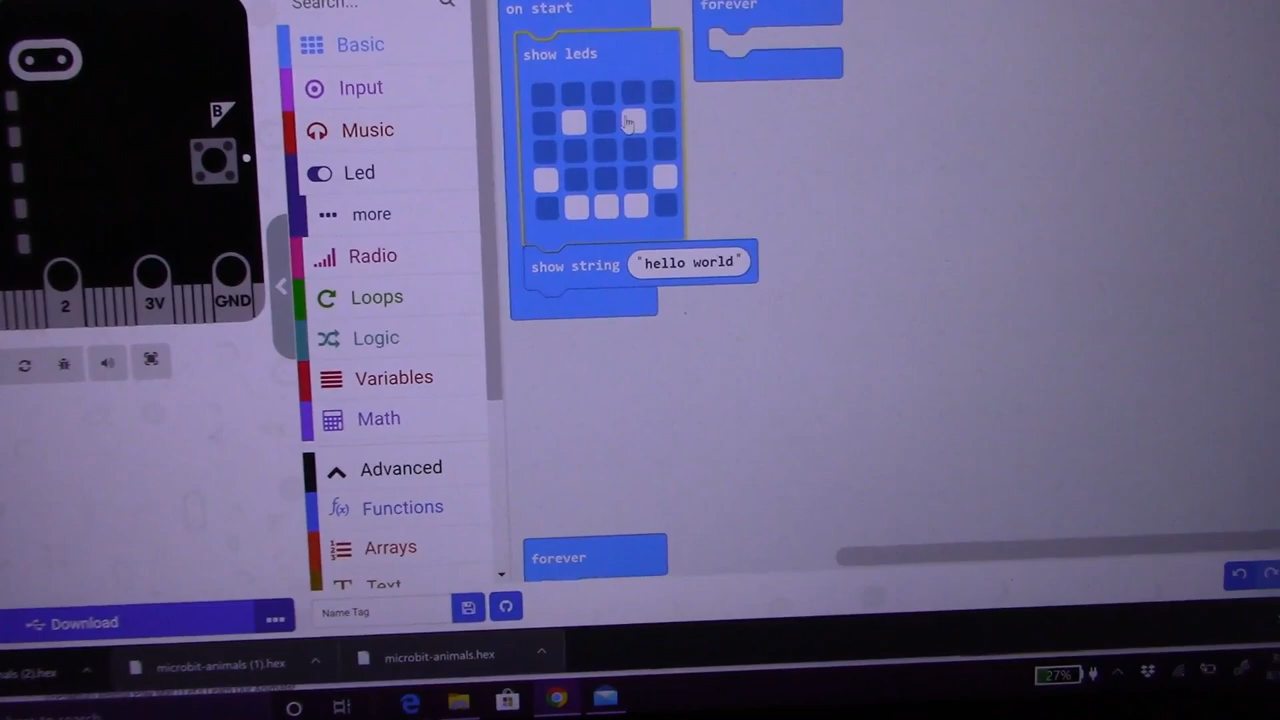 Search...
Basic
Input
Music
Led
more
Radio
Loops
Logic
Variables
Math
Advanced
Functions
Arrays
Text
on start
show leds
show string "hello world"
forever
forever
B
2
3V
GND
Download
Name Tag
(2).hex
microbit-animals (1).hex
microbit-animals.hex
27%